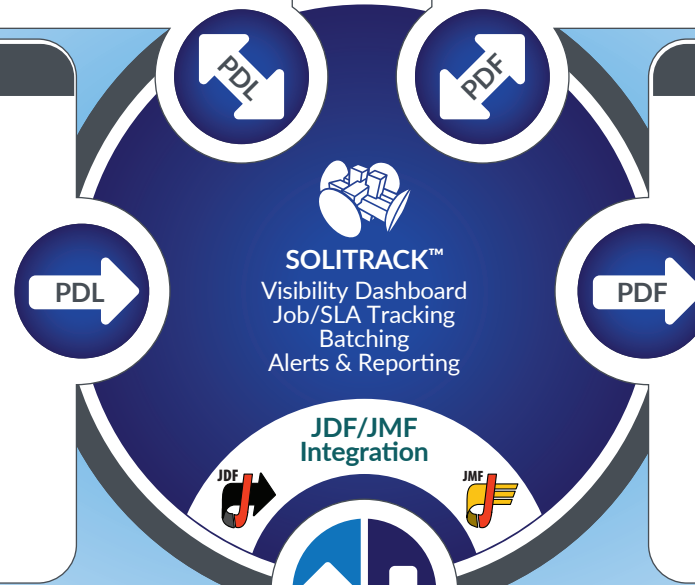 PDL
PDF
SOLITRACK™
PDL
Visibility Dashboard
PDF
Job/SLA Tracking
Batching
Alerts & Reporting
JDF/JMF
Integration
JDF
JMF